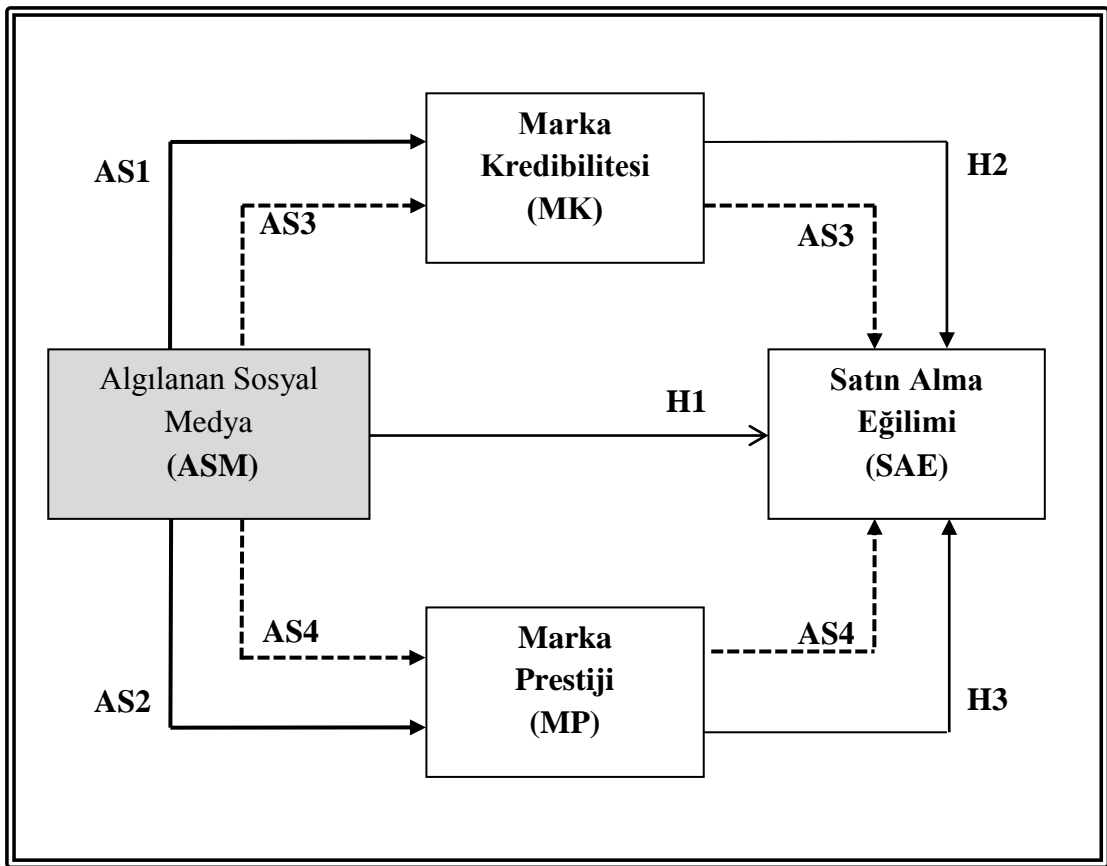 Marka
Kredibilitesi
(MK)
AS1
H2
AS3
AS3
Algılanan Sosyal
Medya
(ASM)
H1
Satın Alma
Eğilimi
(SAE)
AS4
Marka
Prestiji
(MP)
AS4
AS2
H3